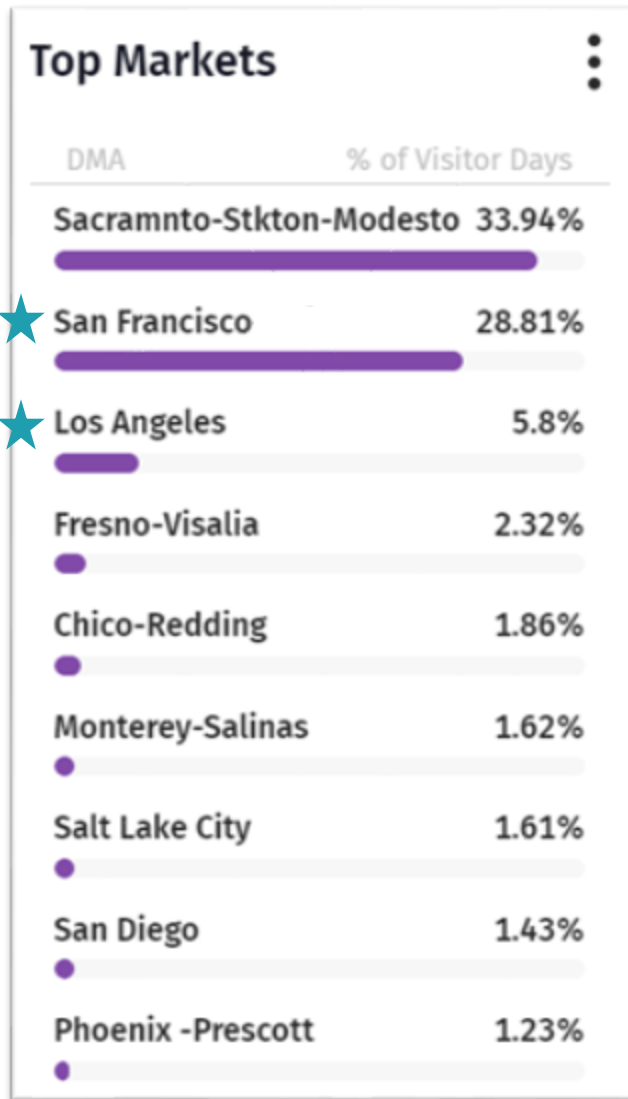 Top Markets
DMA % of Visitor Days
Sacramnto-Stkton-Modesto 33.94%
San Francisco 28.81%
Los Angeles 5.8%
Fresno-Visalia 2.32%
Chico-Redding 1.86%
Monterey-Salinas 1.62%
Salt Lake City 1.61%
San Diego 1.43%
Phoenix -Prescott 1.23%